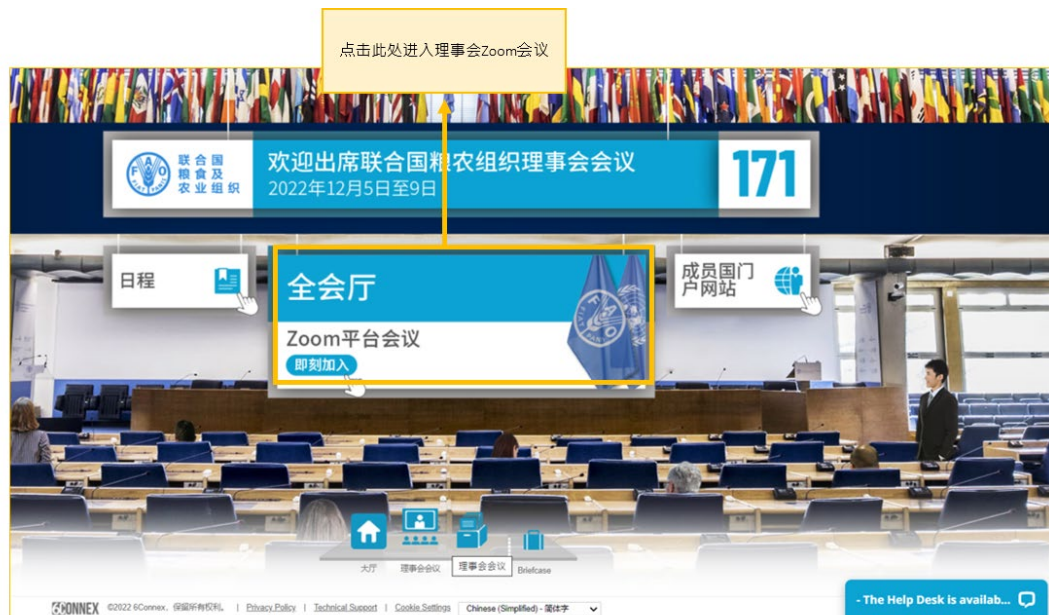 点击此处进入理事会Zoom会议
FAO
FIAT PANIS
联合国
粮食及
农业组织
欢迎出席联合国粮农组织理事会会议
2022年12月5日至9日
171
日程
全会厅
Zoom平台会议
即刻加入
成员国门
户网站
大厅
理事会会议
理事会会议
Briefcase
6CONNEX ©2022 6Connex，保留所有权利。 | Privacy Policy | Technical Support | Cookie Settings Chinese (Simplified) - 简体字
- The Help Desk is availab...